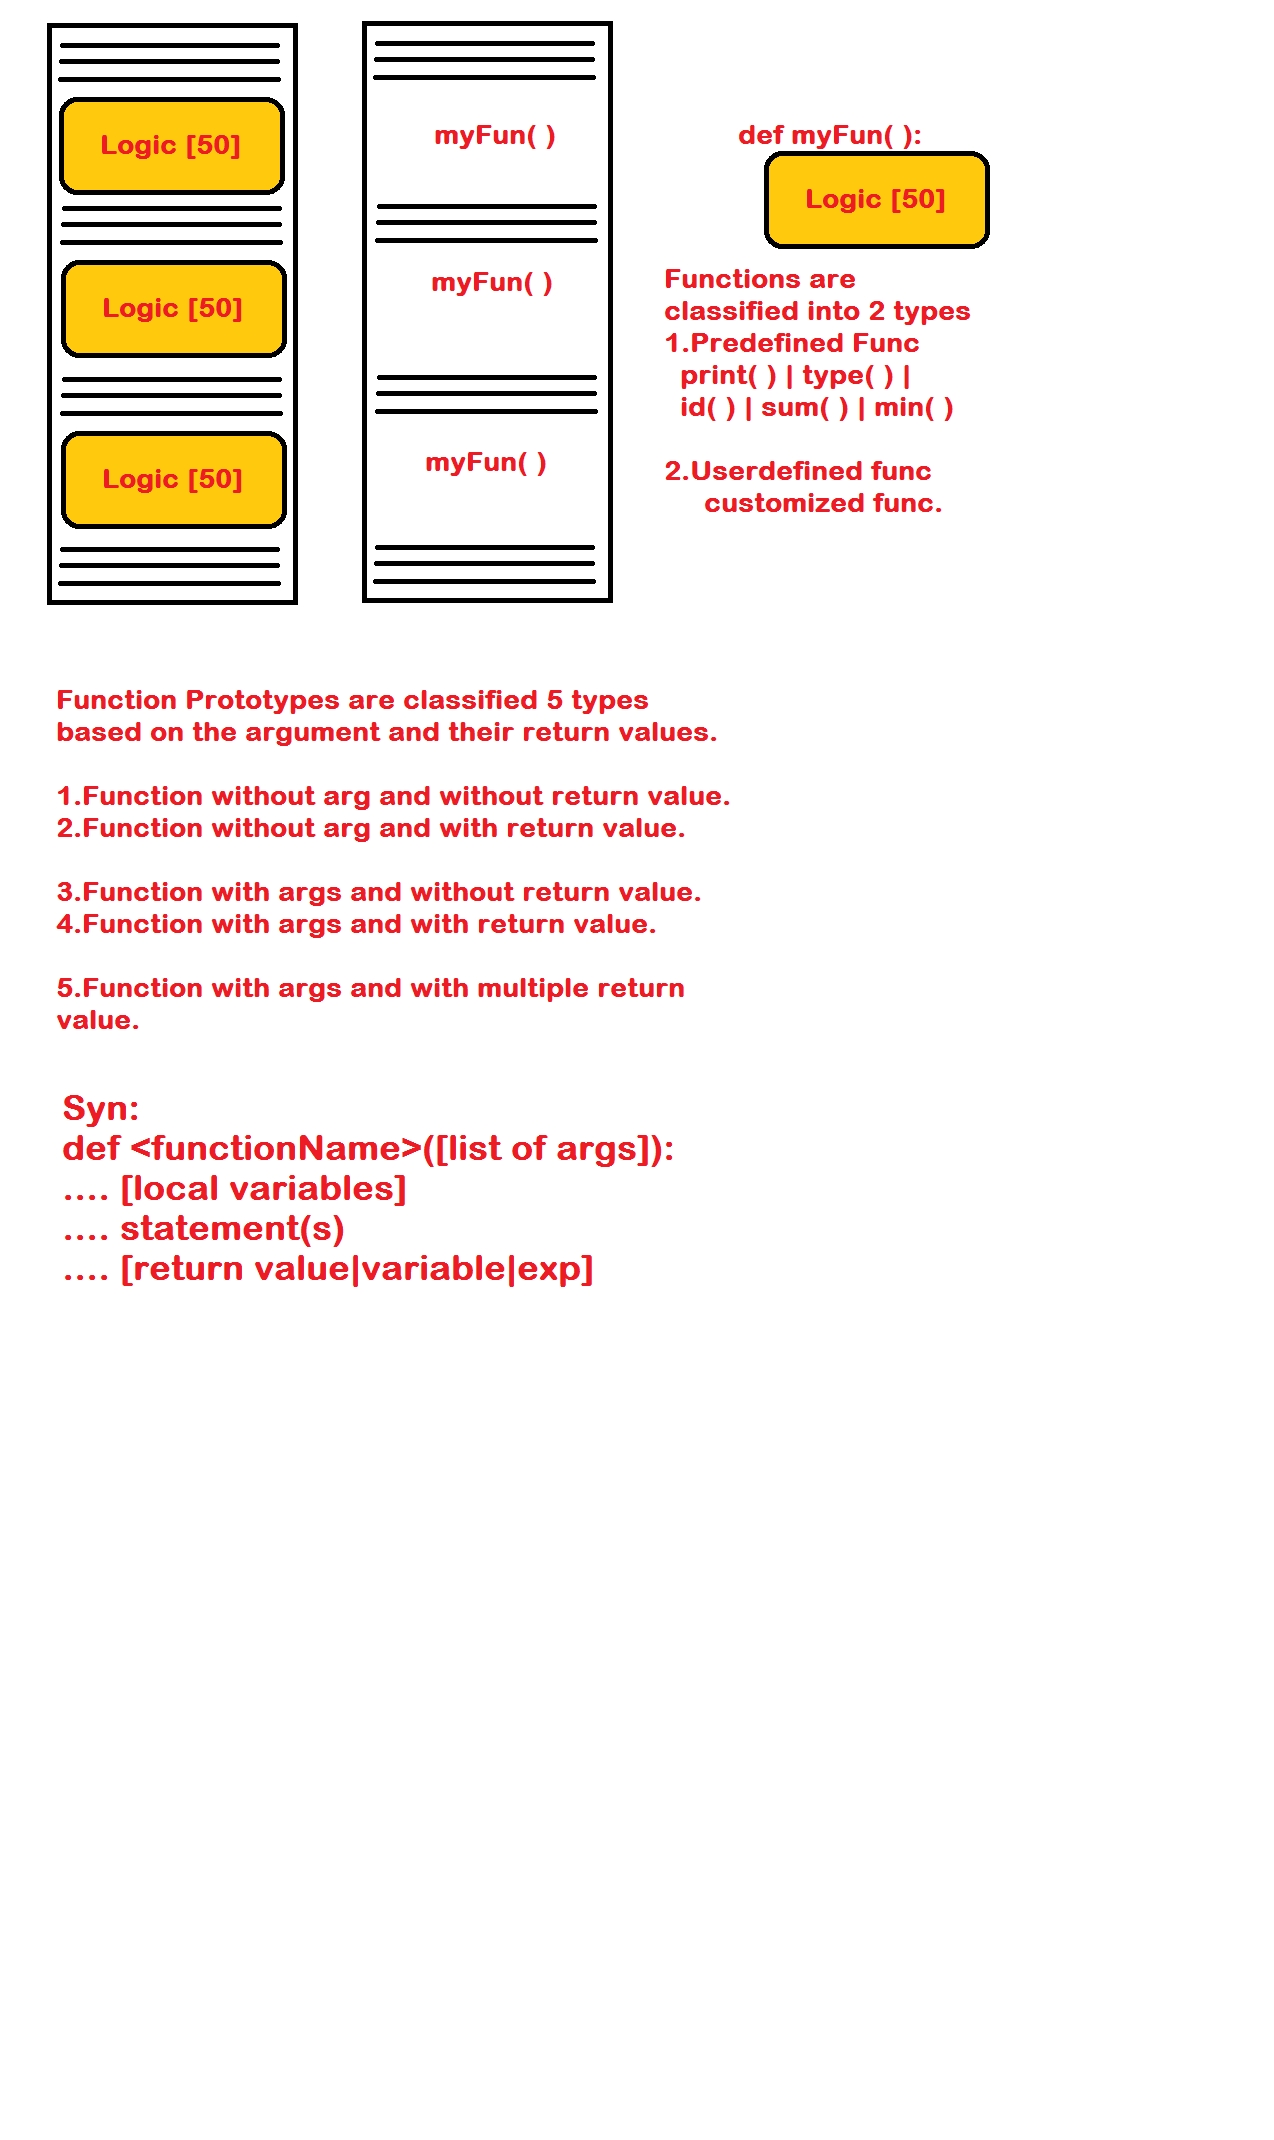 Logic [50]
Logic [50]
Logic [50]
myFun( )
myFun( )
myFun( )
def myFun( ):
Logic [50]
Functions are
classified into 2 types
1.Predefined Func
print( ) | type( ) |
id( ) | sum( ) | min( )
2.Userdefined func
customized func.
Function Prototypes are classified 5 types
based on the argument and their return values.
1.Function without arg and without return value.
2.Function without arg and with return value.
3.Function with args and without return value.
4.Function with args and with return value.
5.Function with args and with multiple return
value.
Syn:
def <functionName>([list of args]):
.... [local variables]
.... statement(s)
.... [return value|variable|exp]